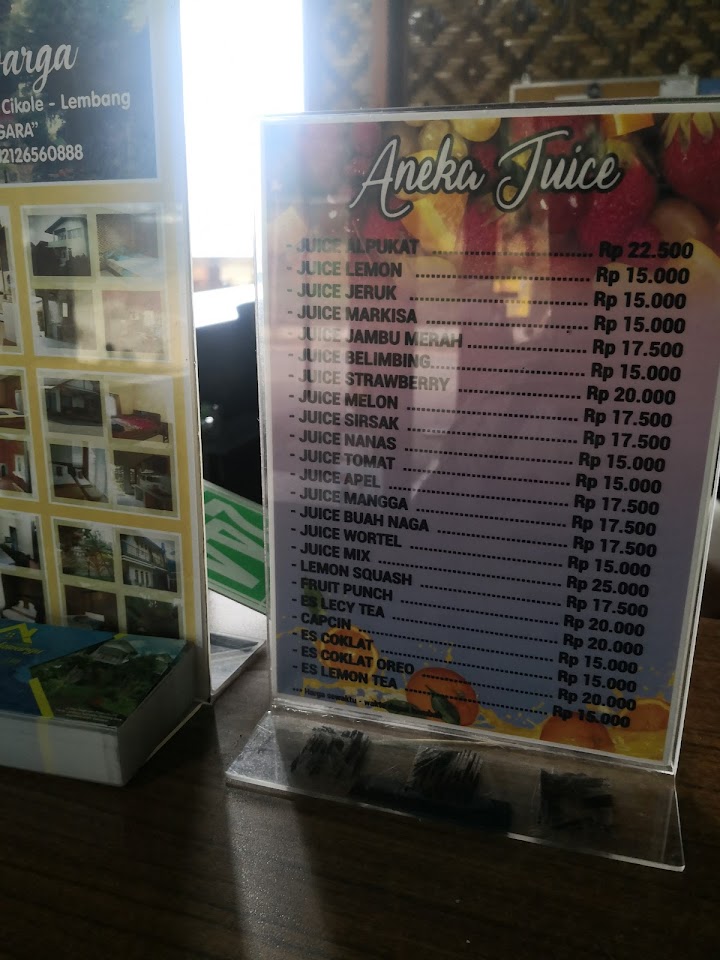 arga
Cikole - Lembang
GARA"
02126560888
Aneka Juice
- JUICE ALPUKAT ........ Rp 22.500
- JUICE LEMON ........ Rp 15.000
- JUICE JERUK ........ Rp 15.000
- JUICE MARKISA ........ Rp 15.000
- JUICE JAMBU MERAH ........ Rp 17.500
- JUICE BELIMBING ........ Rp 15.000
- JUICE STRAWBERRY ........ Rp 20.000
- JUICE MELON ........ Rp 17.500
- JUICE SIRSAK ........ Rp 17.500
- JUICE NANAS ........ Rp 15.000
- JUICE TOMAT ........ Rp 15.000
- JUICE APEL ........ Rp 17.500
- JUICE MANGGA ........ Rp 17.500
- JUICE BUAH NAGA ........ Rp 17.500
- JUICE WORTEL ........ Rp 15.000
- JUICE MIX ........ Rp 25.000
- LEMON SQUASH ........ Rp 17.500
- FRUIT PUNCH ........ Rp 20.000
- ES LECY TEA ........ Rp 20.000
- CAPCIN ........ Rp 15.000
- ES COKLAT ........ Rp 15.000
- ES COKLAT OREO ........ Rp 20.000
- ES LEMON TEA ........ Rp 15.000
Harga sewaktu - waktu